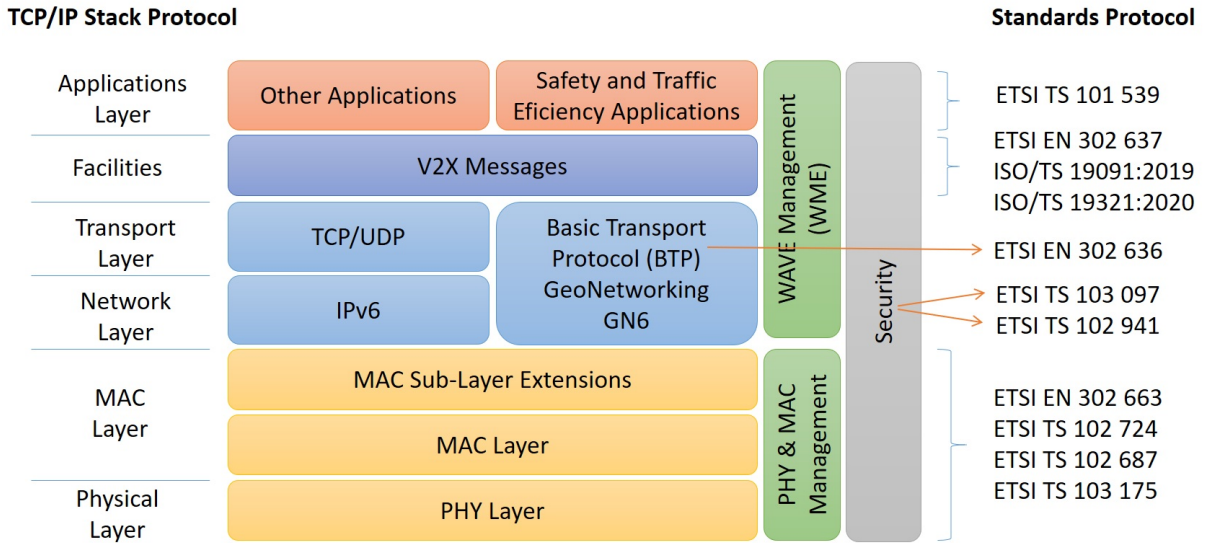 TCP/IP Stack Protocol
Standards Protocol
Applications
Layer
Other Applications
Safety and Traffic
Eficiency Applications
ETSI TS 101 539
Facilities
V2X Messages
ETSI EN 302 637
ISO/TS 19091:2019
ISO/TS 19321:2020
Transport
Layer
TCP/UDP
Basic Transport
Protocol (BTP)
GeoNetworking
GN6
WAVE Management
(WME)
Security
ETSI EN 302 636
Network
Layer
IPv6
ETSI TS 103 097
ETSI TS 102 941
MAC
Layer
MAC Sub-Layer Extensions
MAC Layer
PHY & MAC
Management
ETSI EN 302 663
ETSI TS 102 724
ETSI TS 102 687
ETSI TS 103 175
Physical
Layer
PHY Layer